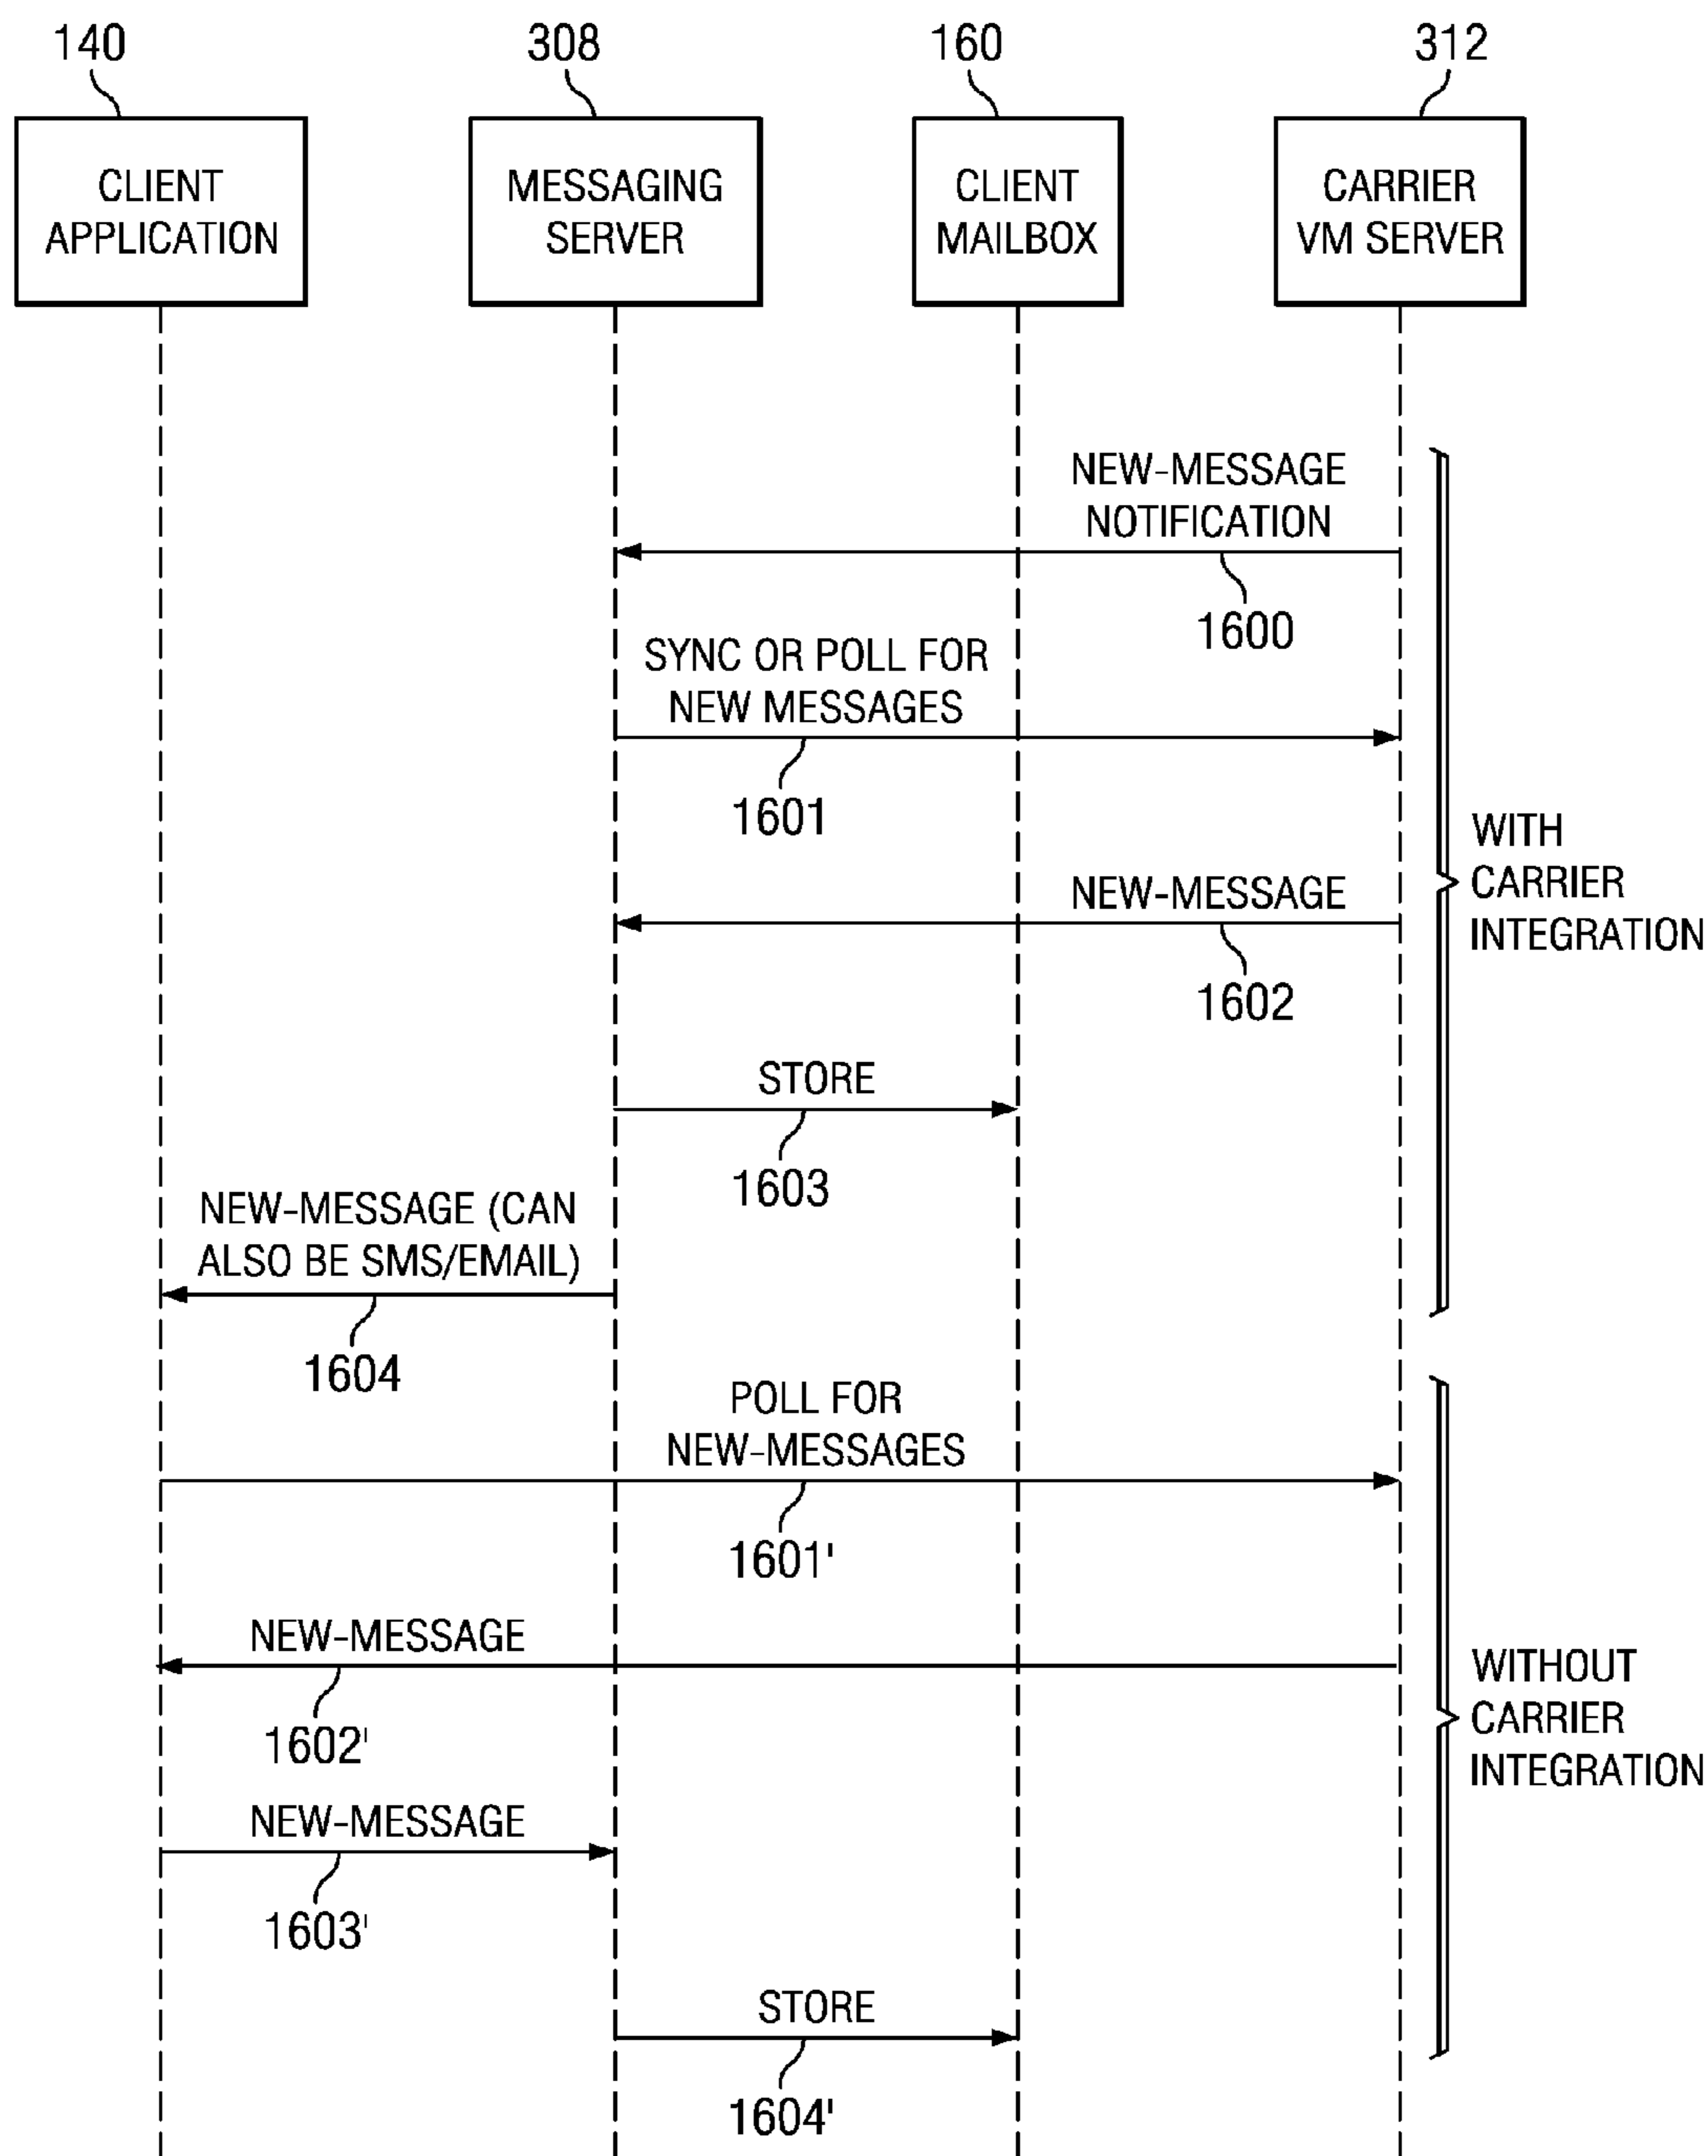 140
308
160
312
CLIENT
APPLICATION
MESSAGING
SERVER
CLIENT
MAILBOX
CARRIER
VM SERVER
NEW-MESSAGE
NOTIFICATION
1600
SYNC OR POLL FOR
NEW MESSAGES
1601
WITH
CARRIER
INTEGRATION
NEW-MESSAGE
1602
STORE
1603
NEW-MESSAGE (CAN
ALSO BE SMS/EMAIL)
1604
POLL FOR
NEW-MESSAGES
1601'
NEW-MESSAGE
1602'
WITHOUT
CARRIER
INTEGRATION
NEW-MESSAGE
1603'
STORE
1604'